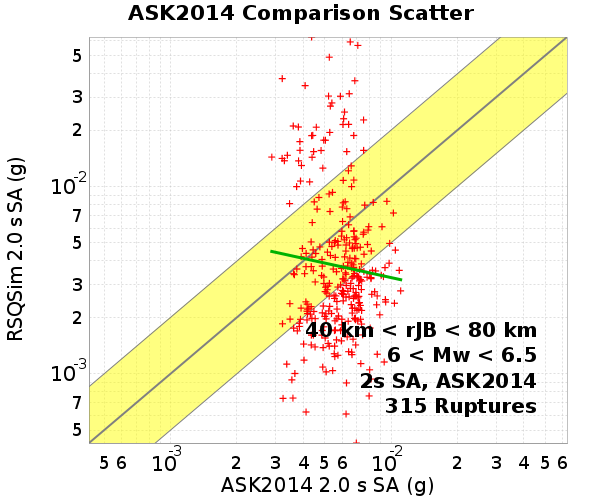 ASK2014 Comparison Scatter
RSQSim 2.0 s SA (g)
5
3
2
10-2
7
5
3
2
10-3
7
5
40 km < rJB < 80 km
6 < Mw < 6.5
2s SA, ASK2014
315 Ruptures
5 6 10-3 2 3 4 5 6 10-2 2 3 4 5 6
ASK2014 2.0 s SA (g)